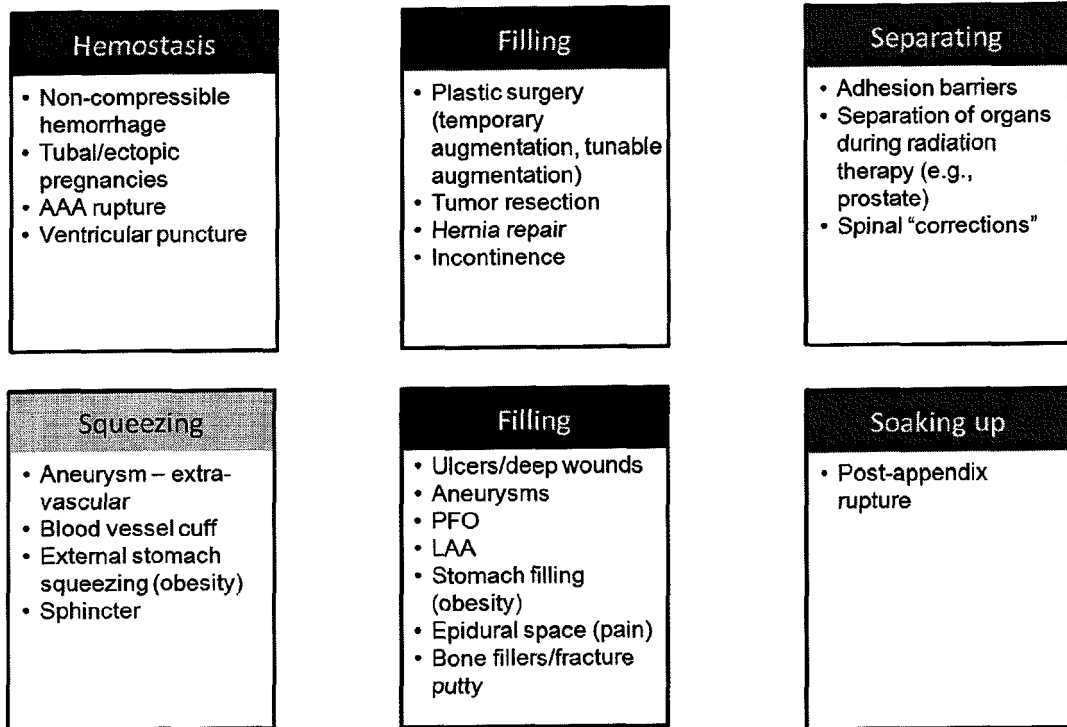 Hemostasis
• Non-compressible
hemorrhage
• Tubal/ectopic
pregnancies
• AAA rupture
• Ventricular puncture
Filling
• Plastic surgery
(temporary
augmentation, tunable
augmentation)
• Tumor resection
• Hernia repair
• Incontinence
Separating
• Adhesion barriers
• Separation of organs
during radiation
therapy (e.g.,
prostate)
• Spinal “corrections”
Squeezing
• Aneurysm – extra-
vascular
• Blood vessel cuff
• External stomach
squeezing (obesity)
• Sphincter
Filling
• Ulcers/deep wounds
• Aneurysms
• PFO
• LAA
• Stomach filling
(obesity)
• Epidural space (pain)
• Bone fillers/fracture
putty
Soaking up
• Post-appendix
rupture